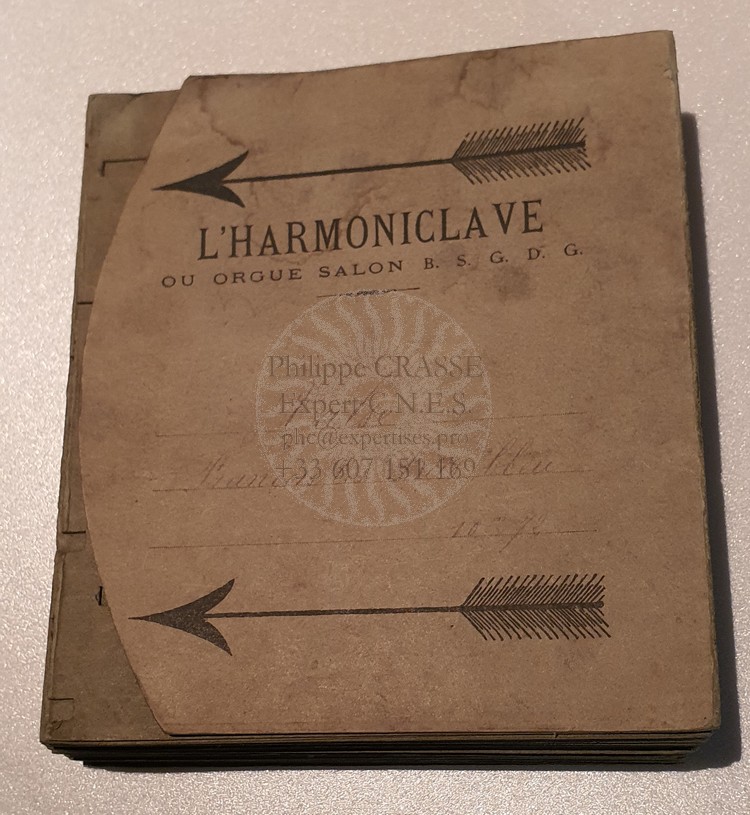 L'HARMONICLAVE
OU ORGUE SALON B. S. G. D. G.
Philippe CRASSE
Expert C.N.E.S.
phc@expertises.pro
+33 607 151 169